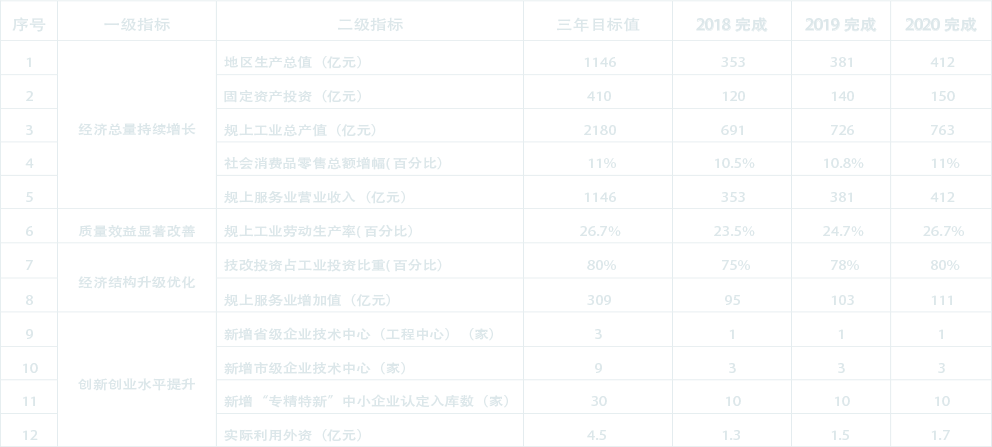 序号 一级指标 二级指标 三年目标值 2018 完成 2019 完成 2020 完成
1 经济总量持续增长 地区生产总值（亿元） 1146 353 381 412
2 固定资产投资（亿元） 410 120 140 150
3 规上工业总产值（亿元） 2180 691 726 763
4 社会消费品零售总额增幅(百分比) 11% 10.5% 10.8% 11%
5 规上服务业营业收入（亿元） 1146 353 381 412
6 质量效益显著改善 规上工业劳动生产率(百分比) 26.7% 23.5% 24.7% 26.7%
7 经济结构升级优化 技改投资占工业投资比重(百分比) 80% 75% 78% 80%
8 规上服务业增加值（亿元） 309 95 103 111
9 创新创业水平提升 新增省级企业技术中心（工程中心）（家） 3 1 1 1
10 新增市级企业技术中心（家） 9 3 3 3
11 新增“专精特新”中小企业认定入库数（家） 30 10 10 10
12 实际利用外资（亿元） 4.5 1.3 1.5 1.7